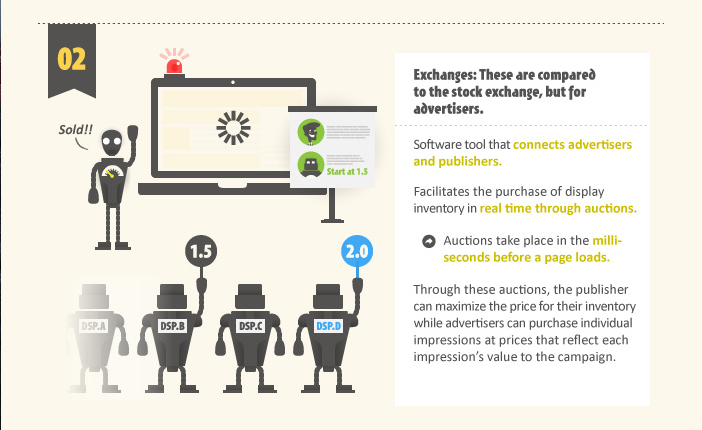 02
Sold!!
Start at 1.5
1.5
2.0
DSP.A
DSP.B
DSP.C
DSP.D
Exchanges: These are compared
to the stock exchange, but for
advertisers.
Software tool that connects advertisers
and publishers.
Facilitates the purchase of display
inventory in real time through auctions.
Auctions take place in the milli-
seconds before a page loads.
Through these auctions, the publisher
can maximize the price for their inventory
while advertisers can purchase individual
impressions at prices that reflect each
impression's value to the campaign.